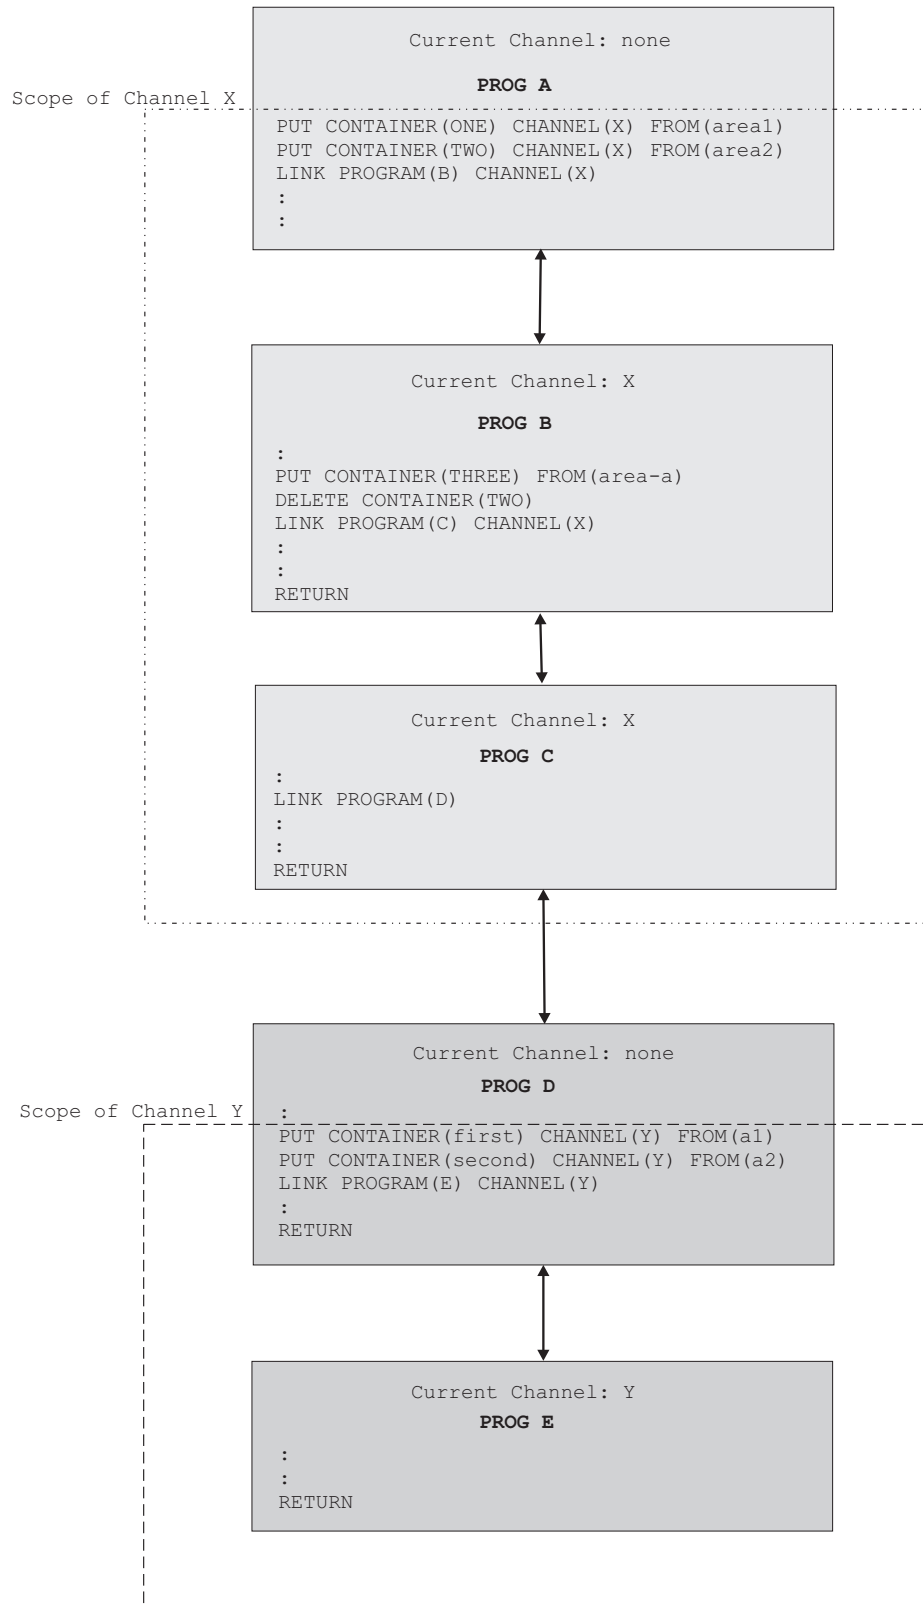 Current Channel: none
PROG A
Scope of Channel X
PUT CONTAINER(ONE) CHANNEL(X) FROM(area1)
PUT CONTAINER(TWO) CHANNEL(X) FROM(area2)
LINK PROGRAM(B) CHANNEL(X)
:
:
Current Channel: X
PROG B
:
PUT CONTAINER(THREE) FROM(area-a)
DELETE CONTAINER(TWO)
LINK PROGRAM(C) CHANNEL(X)
:
:
RETURN
Current Channel: X
PROG C
:
LINK PROGRAM(D)
:
:
RETURN
Current Channel: none
PROG D
Scope of Channel Y
:
PUT CONTAINER(first) CHANNEL(Y) FROM(a1)
PUT CONTAINER(second) CHANNEL(Y) FROM(a2)
LINK PROGRAM(E) CHANNEL(Y)
:
RETURN
Current Channel: Y
PROG E
:
:
RETURN